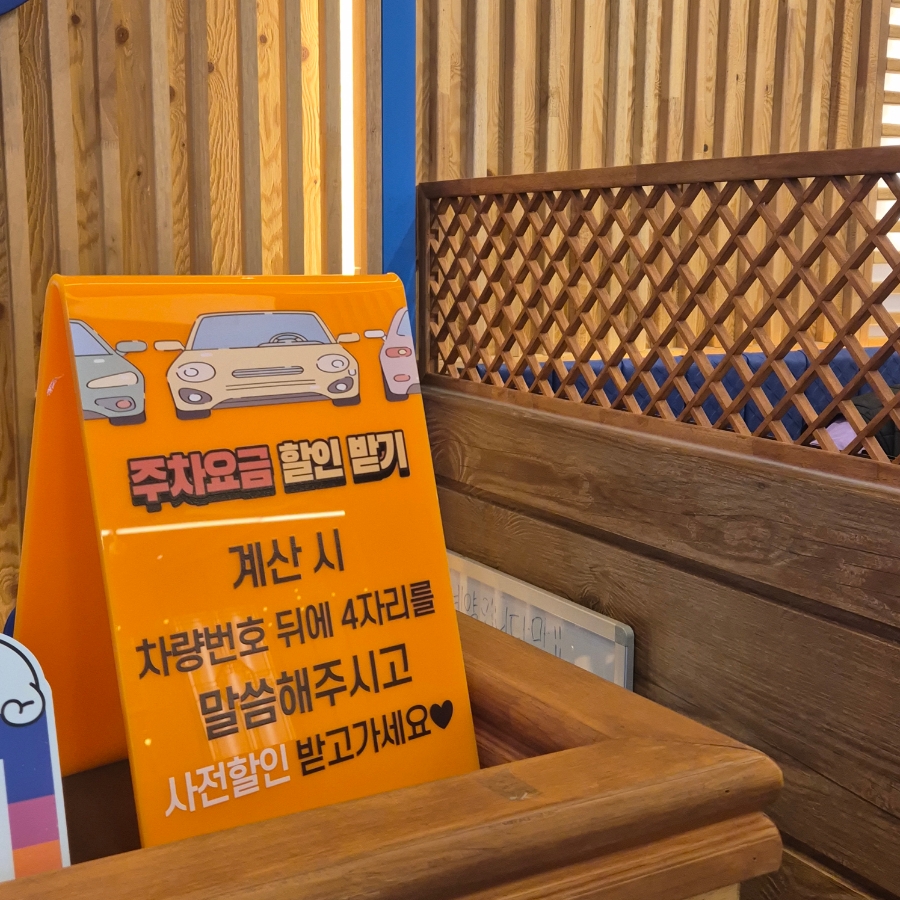 주차요금 할인 받기
계산 시
차량번호 뒤에 4자리를
말씀해주시고
사전할인 받고가세요♥